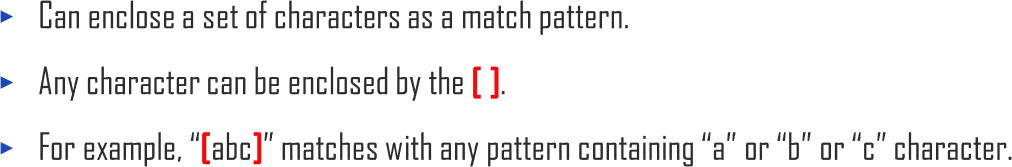 ▸ Can enclose a set of characters as a match pattern.
▸ Any character can be enclosed by the [ ].
▸ For example, “[abc]” matches with any pattern containing “a” or “b” or “c” character.